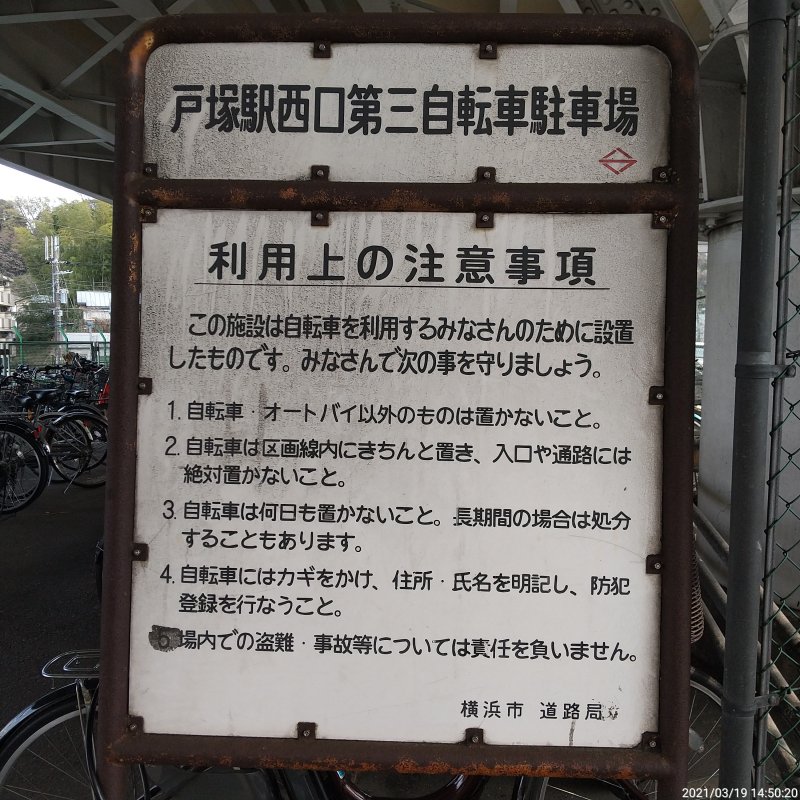 戸塚駅西口第三自転車駐車場
利用上の注意事項
この施設は自転車を利用するみなさんのために設置
したものです。みなさんで次の事を守りましょう。
1. 自転車・オートバイ以外のものは置かないこと。
2. 自転車は区画線内にきちんと置き、入口や通路には
絶対置かないこと。
3. 自転車は何日も置かないこと。長期間の場合は処分
することもあります。
4. 自転車にはカギをかけ、住所・氏名を明記し、防犯
登録を行なうこと。
5 場内での盗難・事故等については責任を負いません。
横浜市 道路局
2021/03/19 14:50:20